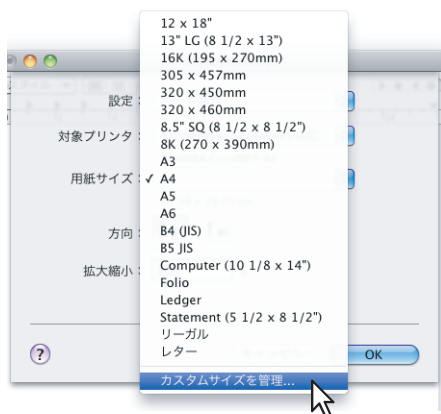 12 x 18"
13" LG (8 1/2 x 13")
16K (195 x 270mm)
305 x 457mm
320 x 450mm
320 x 460mm
8.5" SQ (8 1/2 x 8 1/2")
8K (270 x 390mm)
A3
✓ A4
A5
A6
B4 (JIS)
B5 JIS
Computer (10 1/8 x 14")
Folio
Ledger
Statement (5 1/2 x 8 1/2")
リーガル
レター
カスタムサイズを管理...
設定：
対象プリンタ：
用紙サイズ：
方向：
拡大縮小：
?
OK